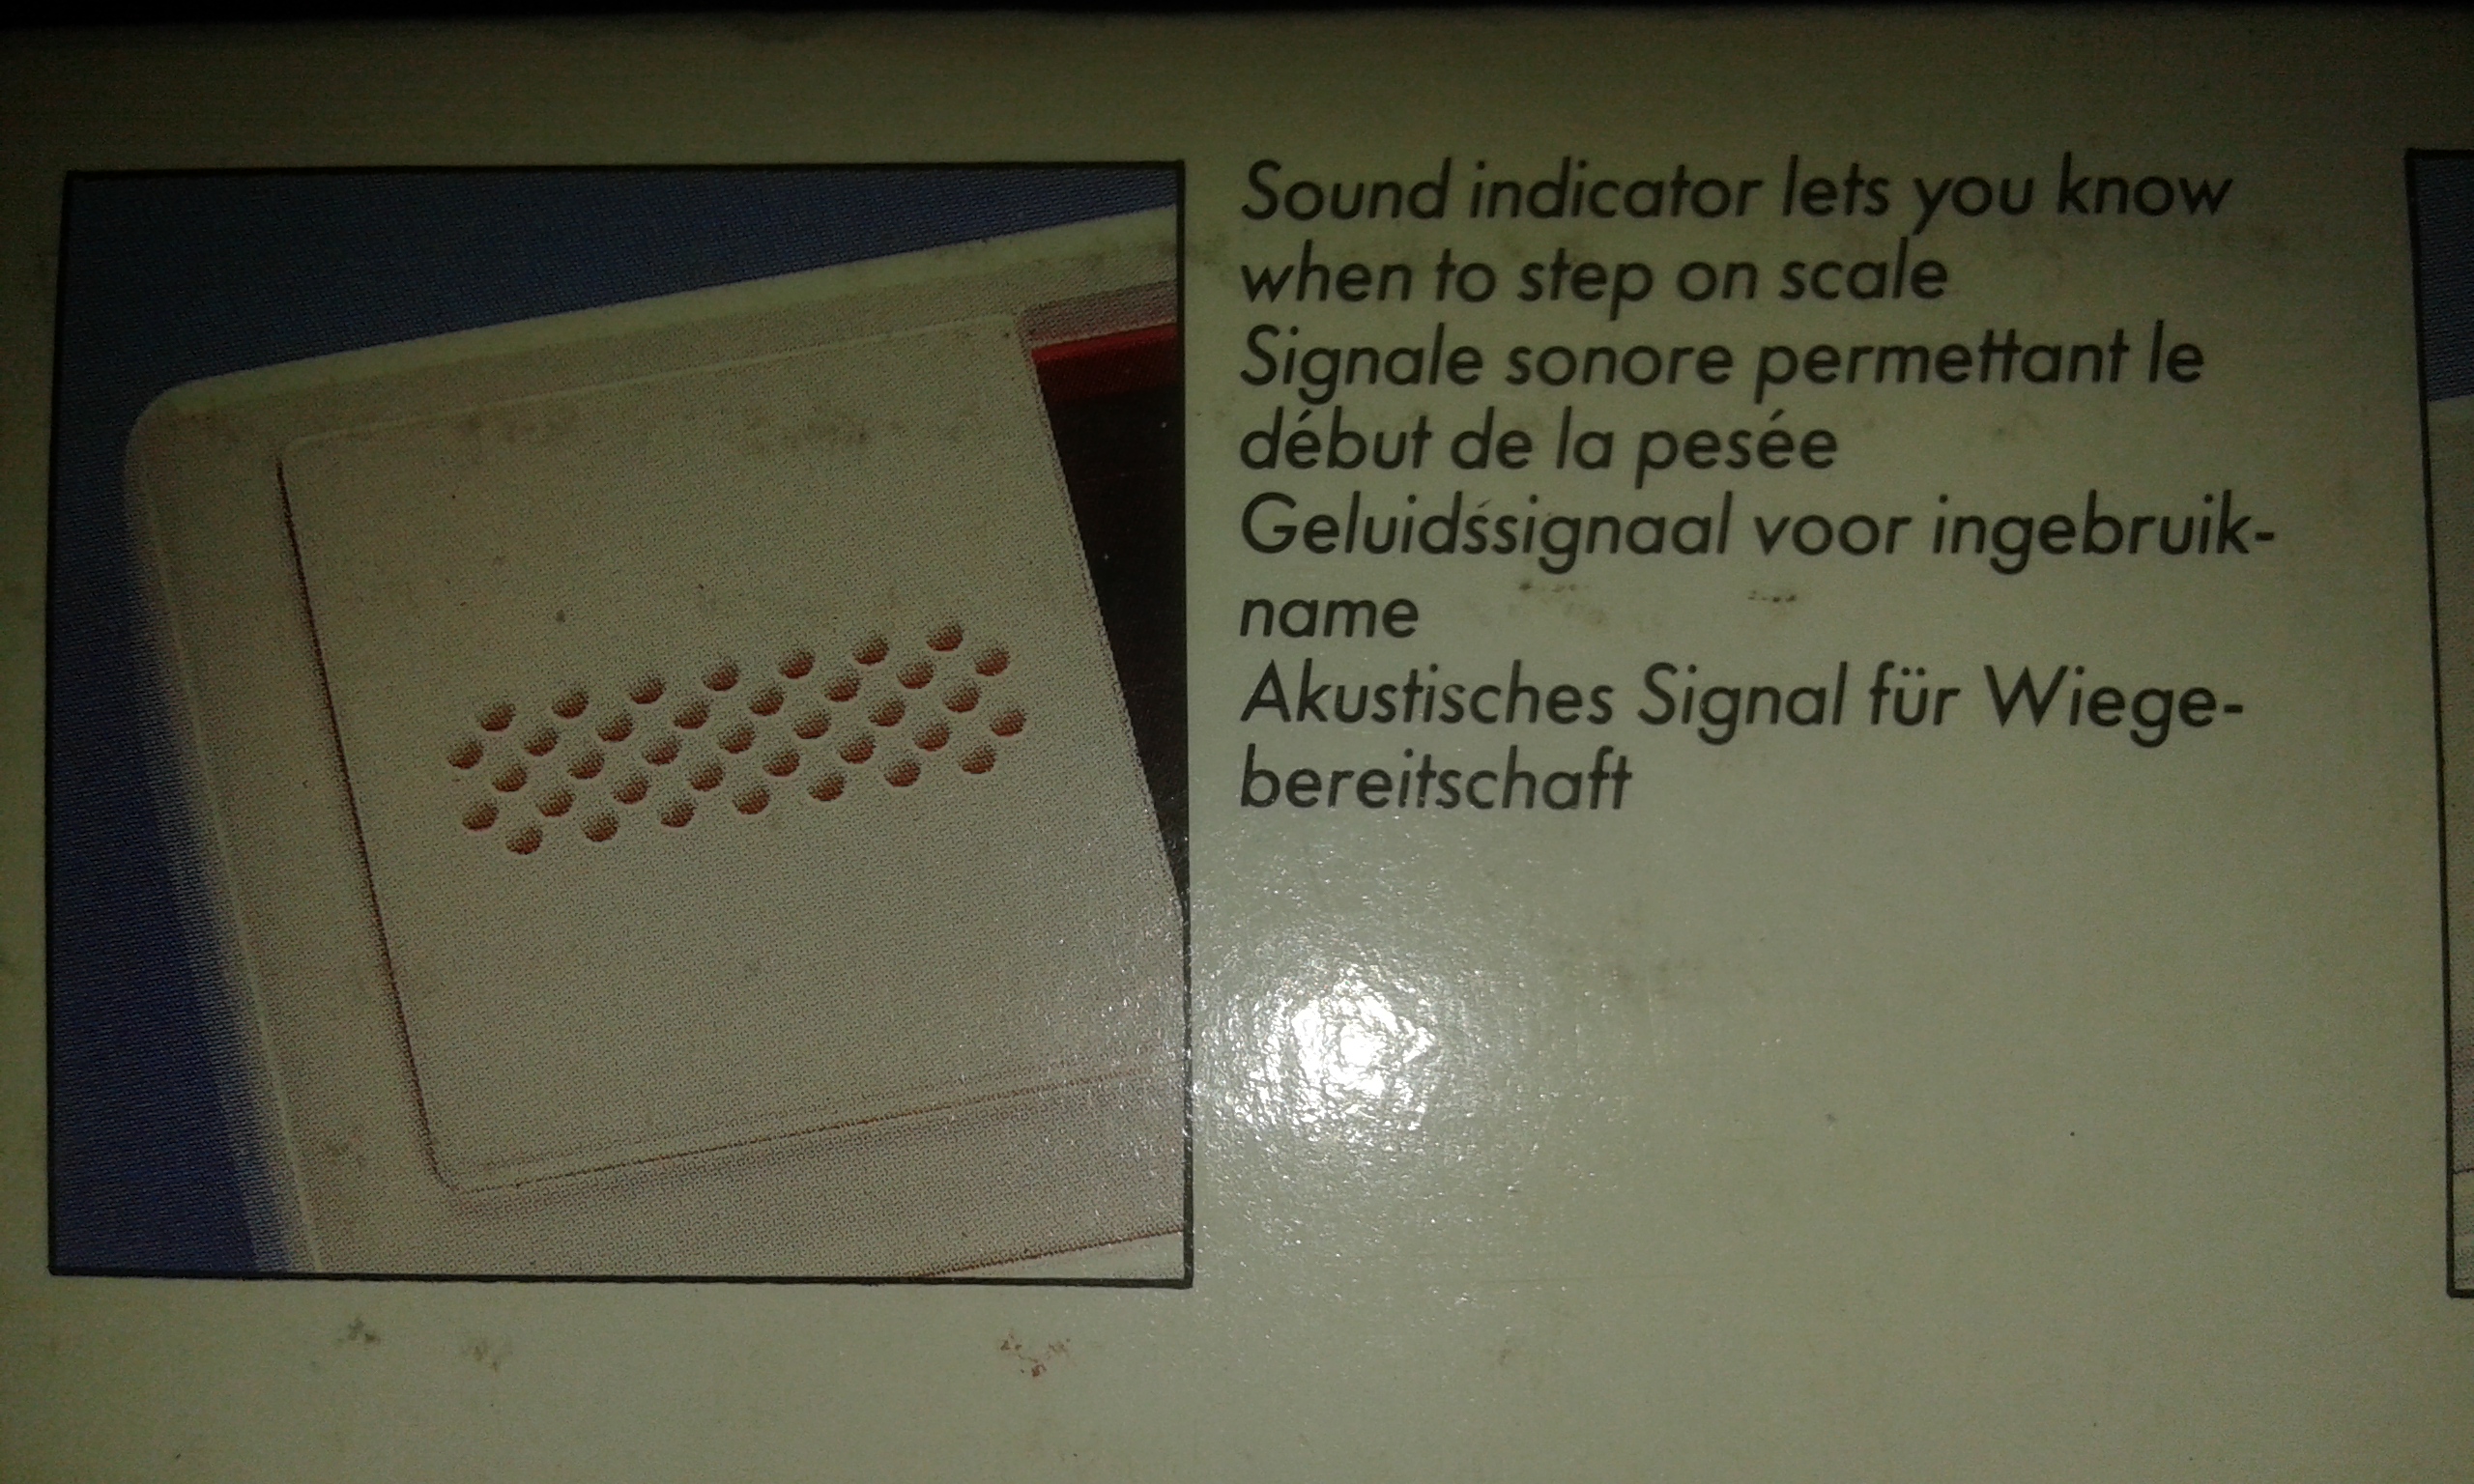 Sound indicator lets you know
when to step on scale
Signale sonore permettant le
début de la pesée
Geluidssignaal voor ingebruik-
name
Akustisches Signal für Wiege-
bereitschaft